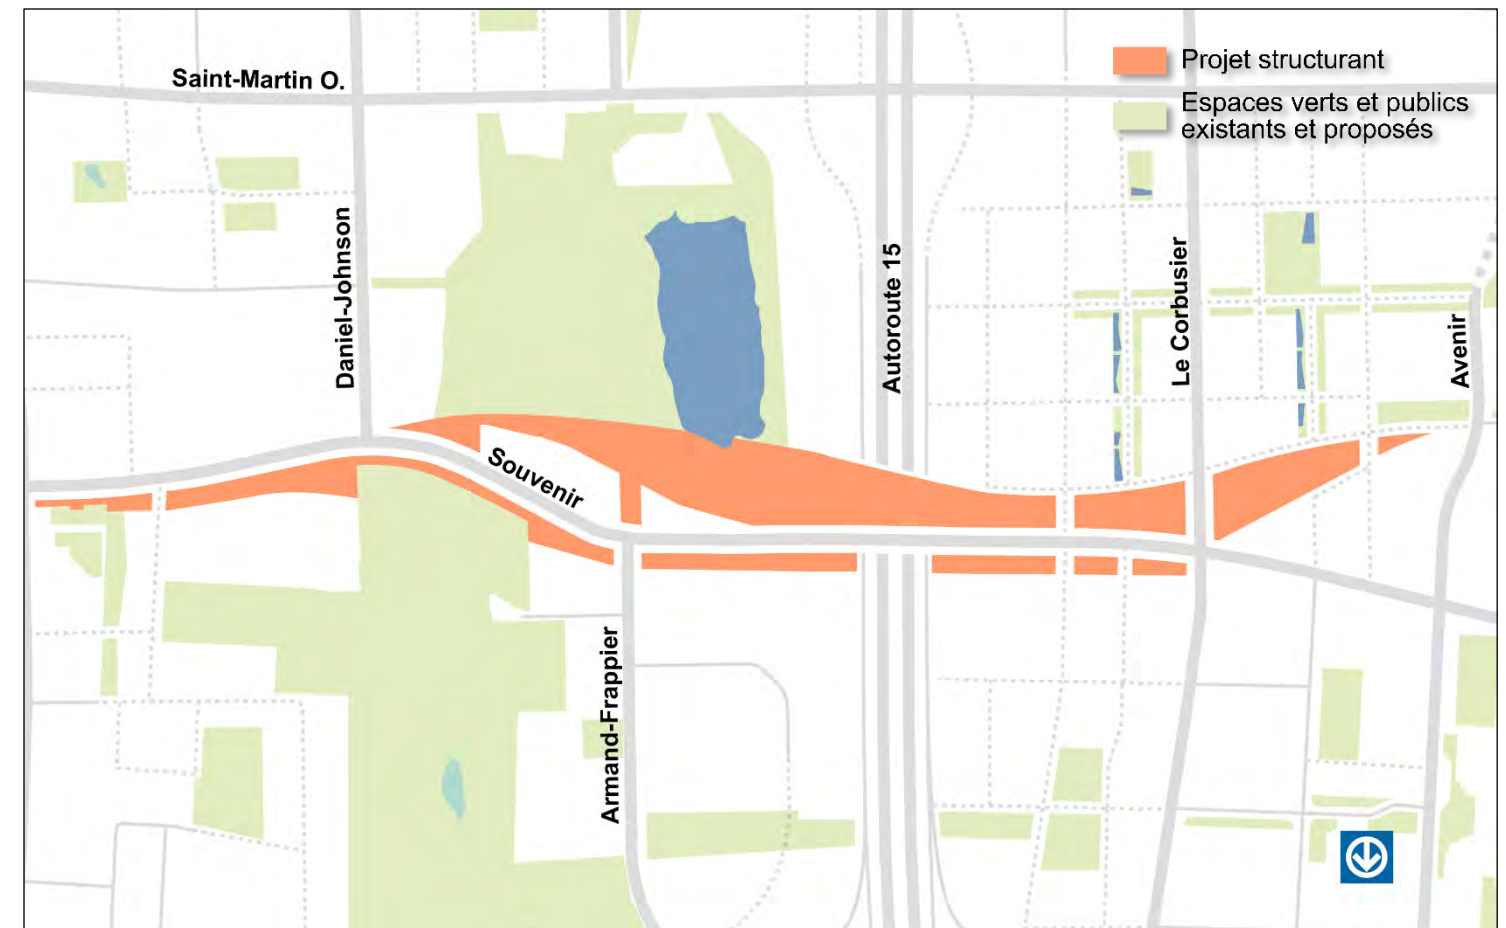 Projet structurant
Saint-Martin O.
Espaces verts et publics
existants et proposés
Daniel-Johnson
Autoroute 15
Le Corbusier
Avenir
Souvenir
Armand-Frappier